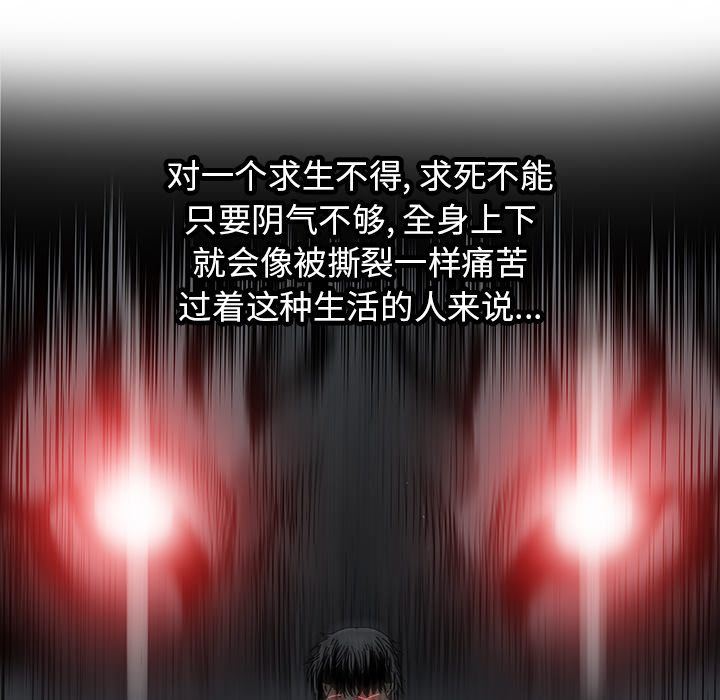 对一个求生不得, 求死不能
只要阴气不够, 全身上下
就会像被撕裂一样痛苦
过着这种生活的人来说...